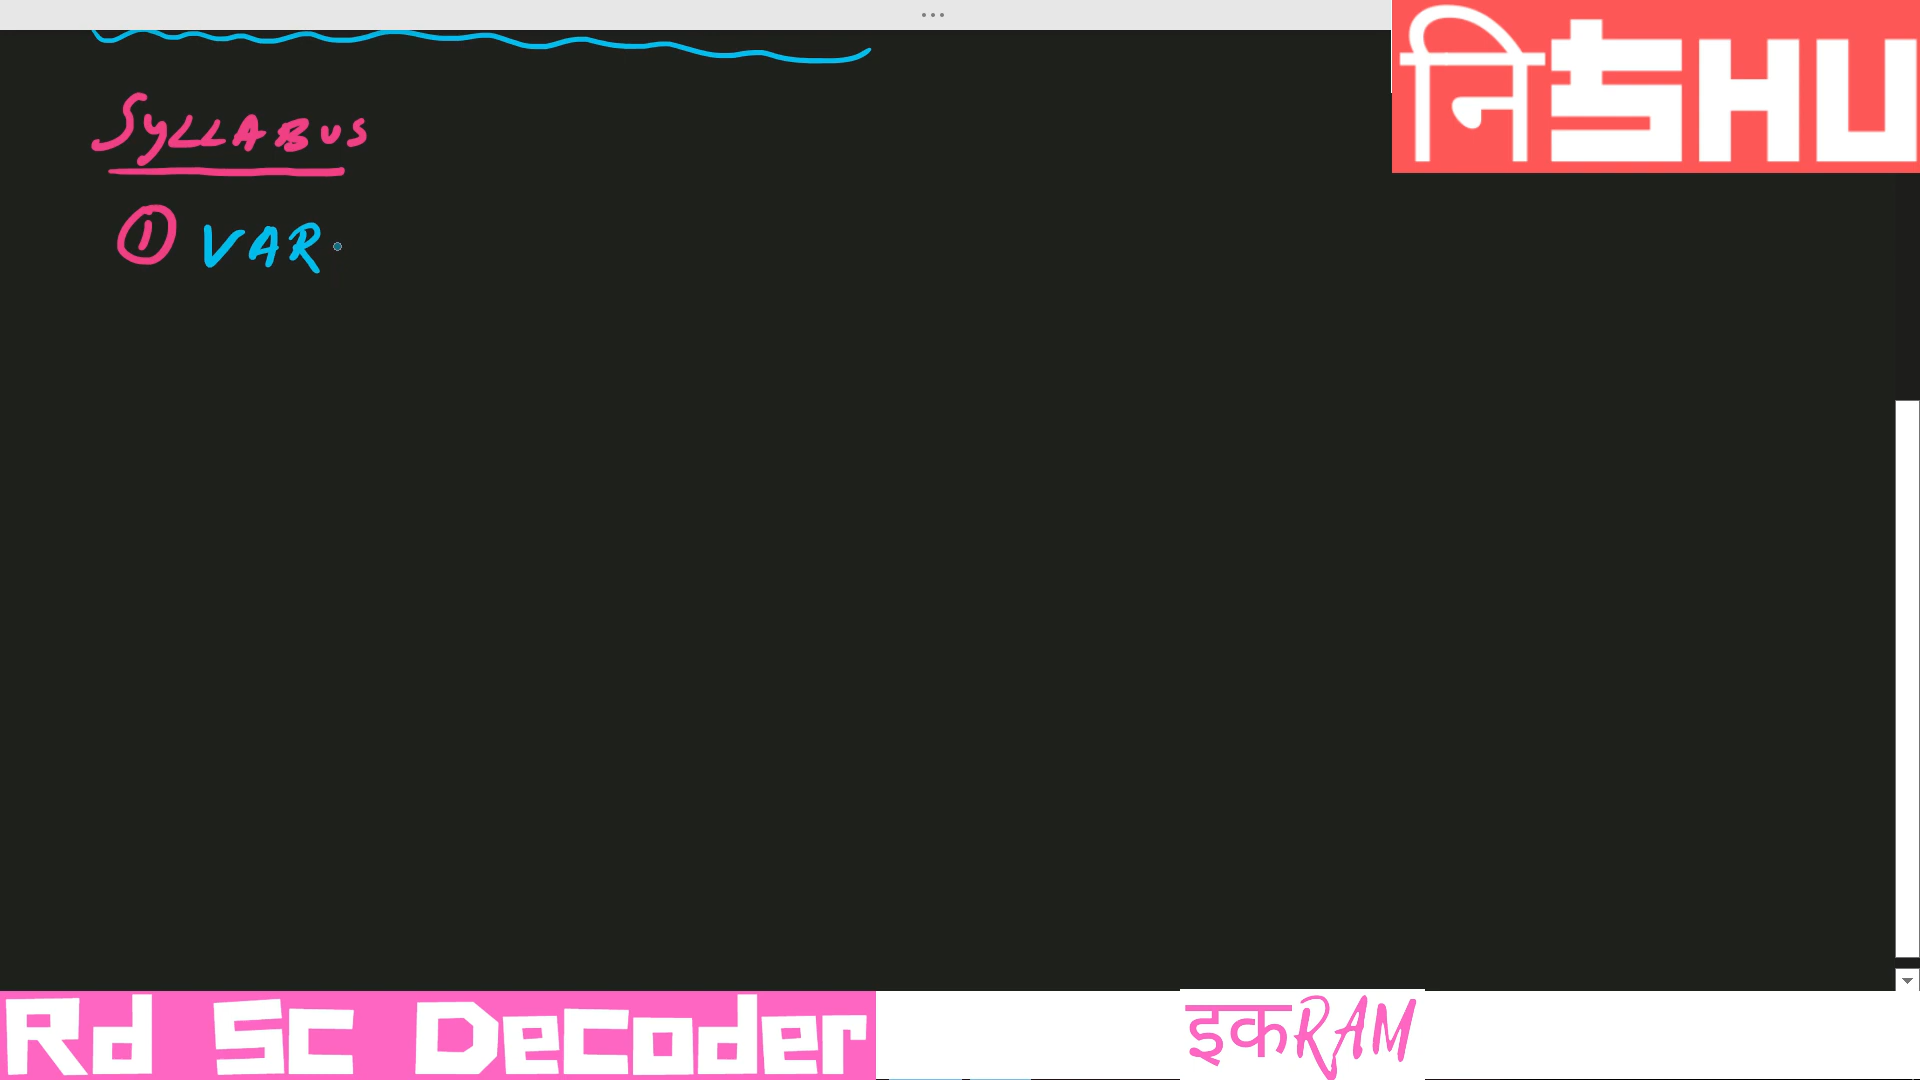 निSHU
SYLLABUS
① VAR
Rd Sc Decoder
इकRAM